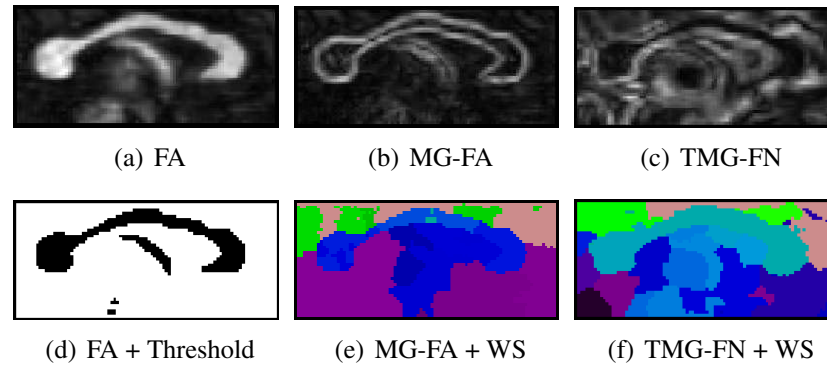 (a) FA
(b) MG-FA
(c) TMG-FN
(d) FA + Threshold
(e) MG-FA + WS
(f) TMG-FN + WS